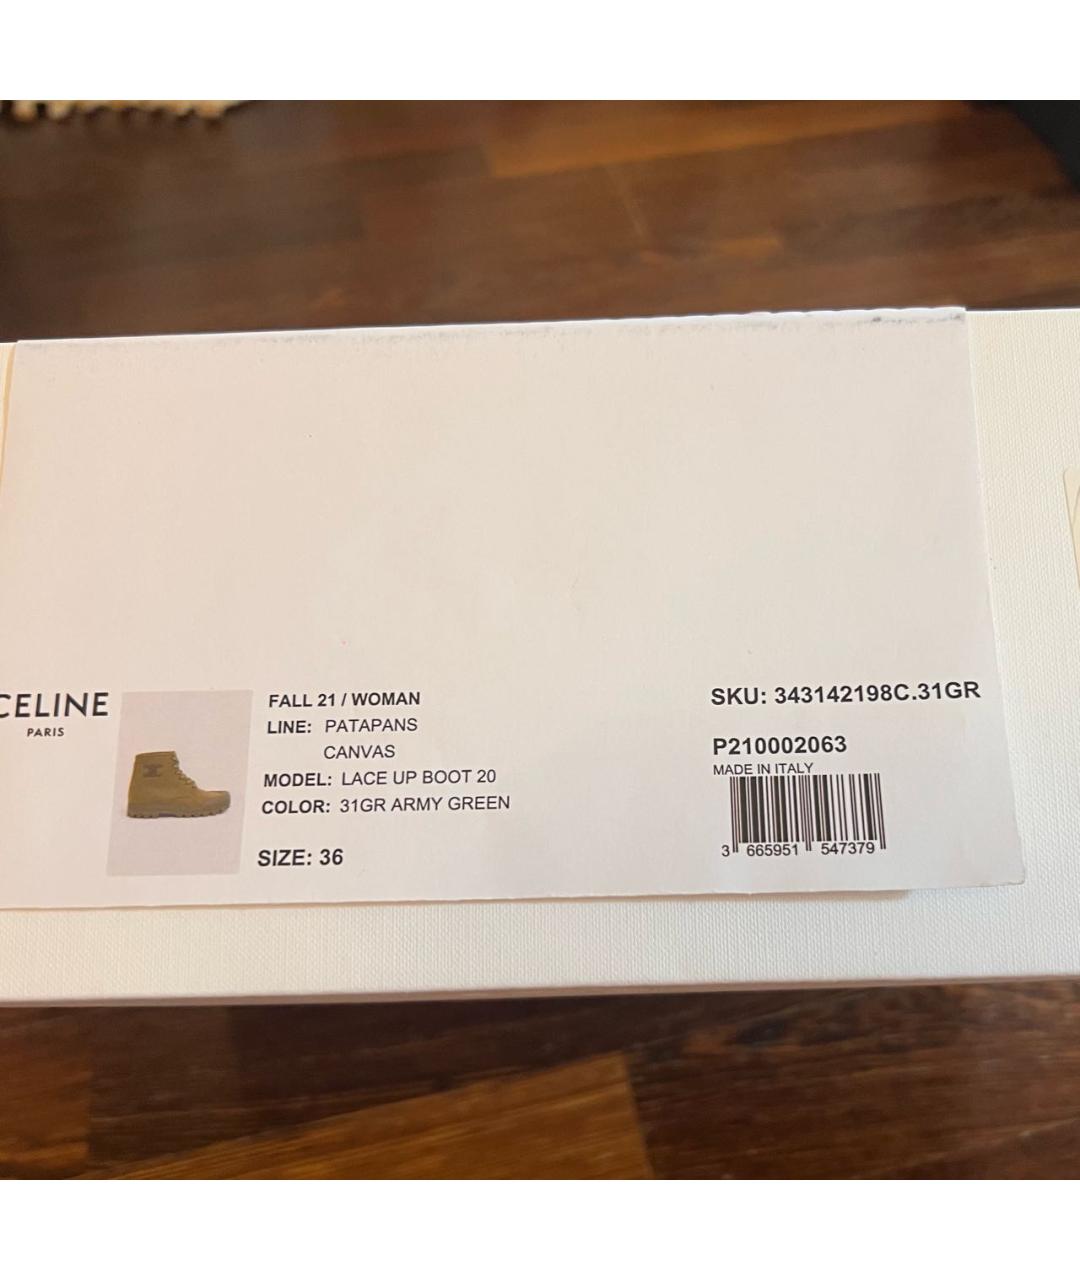 CELINE
PARIS
FALL 21 / WOMAN
LINE: PATAPANS
CANVAS
MODEL: LACE UP BOOT 20
COLOR: 31GR ARMY GREEN
SIZE: 36
SKU: 343142198C.31GR
P210002063
MADE IN ITALY
3 665951 547379